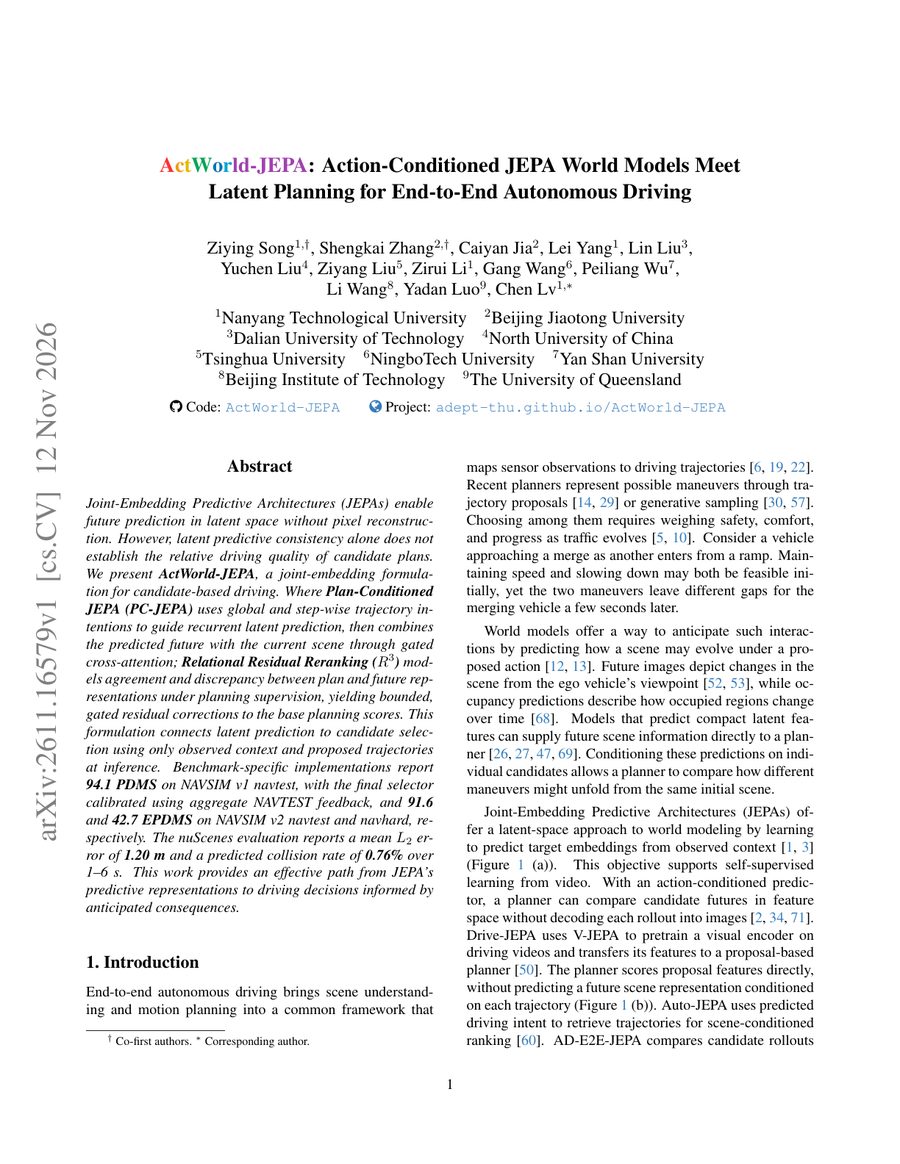 ActWorld-JEPA: Action-Conditioned JEPA World Models Meet
Latent Planning for End-to-End Autonomous Driving
Ziying Song1,†, Shengkai Zhang2,†, Caiyan Jia2, Lei Yang1, Lin Liu3,
Yuchen Liu4, Ziyang Liu5, Zirui Li1, Gang Wang6, Peiliang Wu7,
Li Wang8, Yadan Luo9, Chen Lv1,∗
1Nanyang Technological University 2Beijing Jiaotong University
3Dalian University of Technology 4North University of China
5Tsinghua University 6NingboTech University 7Yan Shan University
8Beijing Institute of Technology 9The University of Queensland
Code: ActWorld-JEPA Project: adept-thu.github.io/ActWorld-JEPA
arXiv:2611.16579v1 [cs.CV] 12 Nov 2026
Abstract
Joint-Embedding Predictive Architectures (JEPAs) enable
future prediction in latent space without pixel reconstruc-
tion. However, latent predictive consistency alone does not
establish the relative driving quality of candidate plans.
We present ActWorld-JEPA, a joint-embedding formula-
tion for candidate-based driving. Where Plan-Conditioned
JEPA (PC-JEPA) uses global and step-wise trajectory in-
tentions to guide recurrent latent prediction, then combines
the predicted future with the current scene through gated
cross-attention; Relational Residual Reranking (R3) mod-
els agreement and discrepancy between plan and future rep-
resentations under planning supervision, yielding bounded,
gated residual corrections to the base planning scores. This
formulation connects latent prediction to candidate selec-
tion using only observed context and proposed trajectories
at inference. Benchmark-specific implementations report
94.1 PDMS on NAVSIM v1 navtest, with the final selector
calibrated using aggregate NAVTEST feedback, and 91.6
and 42.7 EPDMS on NAVSIM v2 navtest and navhard, re-
spectively. The nuScenes evaluation reports a mean L2 er-
ror of 1.20 m and a predicted collision rate of 0.76% over
1–6 s. This work provides an effective path from JEPA's
predictive representations to driving decisions informed by
anticipated consequences.
1. Introduction
End-to-end autonomous driving brings scene understand-
ing and motion planning into a common framework that
† Co-first authors. ∗ Corresponding author.
maps sensor observations to driving trajectories [6, 19, 22].
Recent planners represent possible maneuvers through tra-
jectory proposals [14, 29] or generative sampling [30, 57].
Choosing among them requires weighing safety, comfort,
and progress as traffic evolves [5, 10]. Consider a vehicle
approaching a merge as another enters from a ramp. Main-
taining speed and slowing down may both be feasible ini-
tially, yet the two maneuvers leave different gaps for the
merging vehicle a few seconds later.
World models offer a way to anticipate such interac-
tions by predicting how a scene may evolve under a pro-
posed action [12, 13]. Future images depict changes in the
scene from the ego vehicle's viewpoint [52, 53], while oc-
cupancy predictions describe how occupied regions change
over time [68]. Models that predict compact latent fea-
tures can supply future scene information directly to a plan-
ner [26, 27, 47, 69]. Conditioning these predictions on indi-
vidual candidates allows a planner to compare how different
maneuvers might unfold from the same initial scene.
Joint-Embedding Predictive Architectures (JEPAs) of-
fer a latent-space approach to world modeling by learning
to predict target embeddings from observed context [1, 3]
(Figure 1 (a)). This objective supports self-supervised
learning from video. With an action-conditioned predic-
tor, a planner can compare candidate futures in feature
space without decoding each rollout into images [2, 34, 71].
Drive-JEPA uses V-JEPA to pretrain a visual encoder on
driving videos and transfers its features to a proposal-based
planner [50]. The planner scores proposal features directly,
without predicting a future scene representation conditioned
on each trajectory (Figure 1 (b)). Auto-JEPA uses predicted
driving intent to retrieve trajectories for scene-conditioned
ranking [60]. AD-E2E-JEPA compares candidate rollouts
1